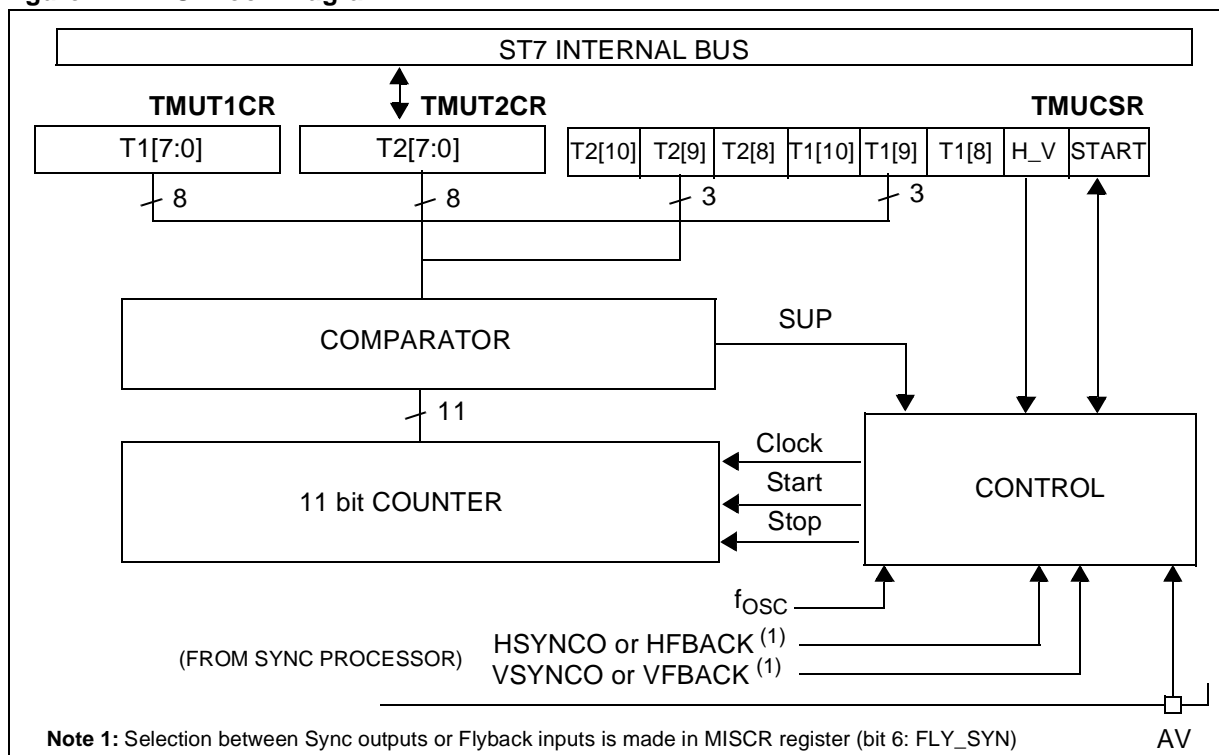 ST7 INTERNAL BUS
TMUT1CR TMUT2CR TMUCSR
T1[7:0] T2[7:0] T2[10] T2[9] T2[8] T1[10] T1[9] T1[8] H_V START
8 8 3 3
COMPARATOR
SUP
11
11 bit COUNTER
Clock
Start
Stop
CONTROL
fOSC
(FROM SYNC PROCESSOR)
HSYNCO or HFBACK (1)
VSYNCO or VFBACK (1)
Note 1: Selection between Sync outputs or Flyback inputs is made in MISCR register (bit 6: FLY_SYN)
AV